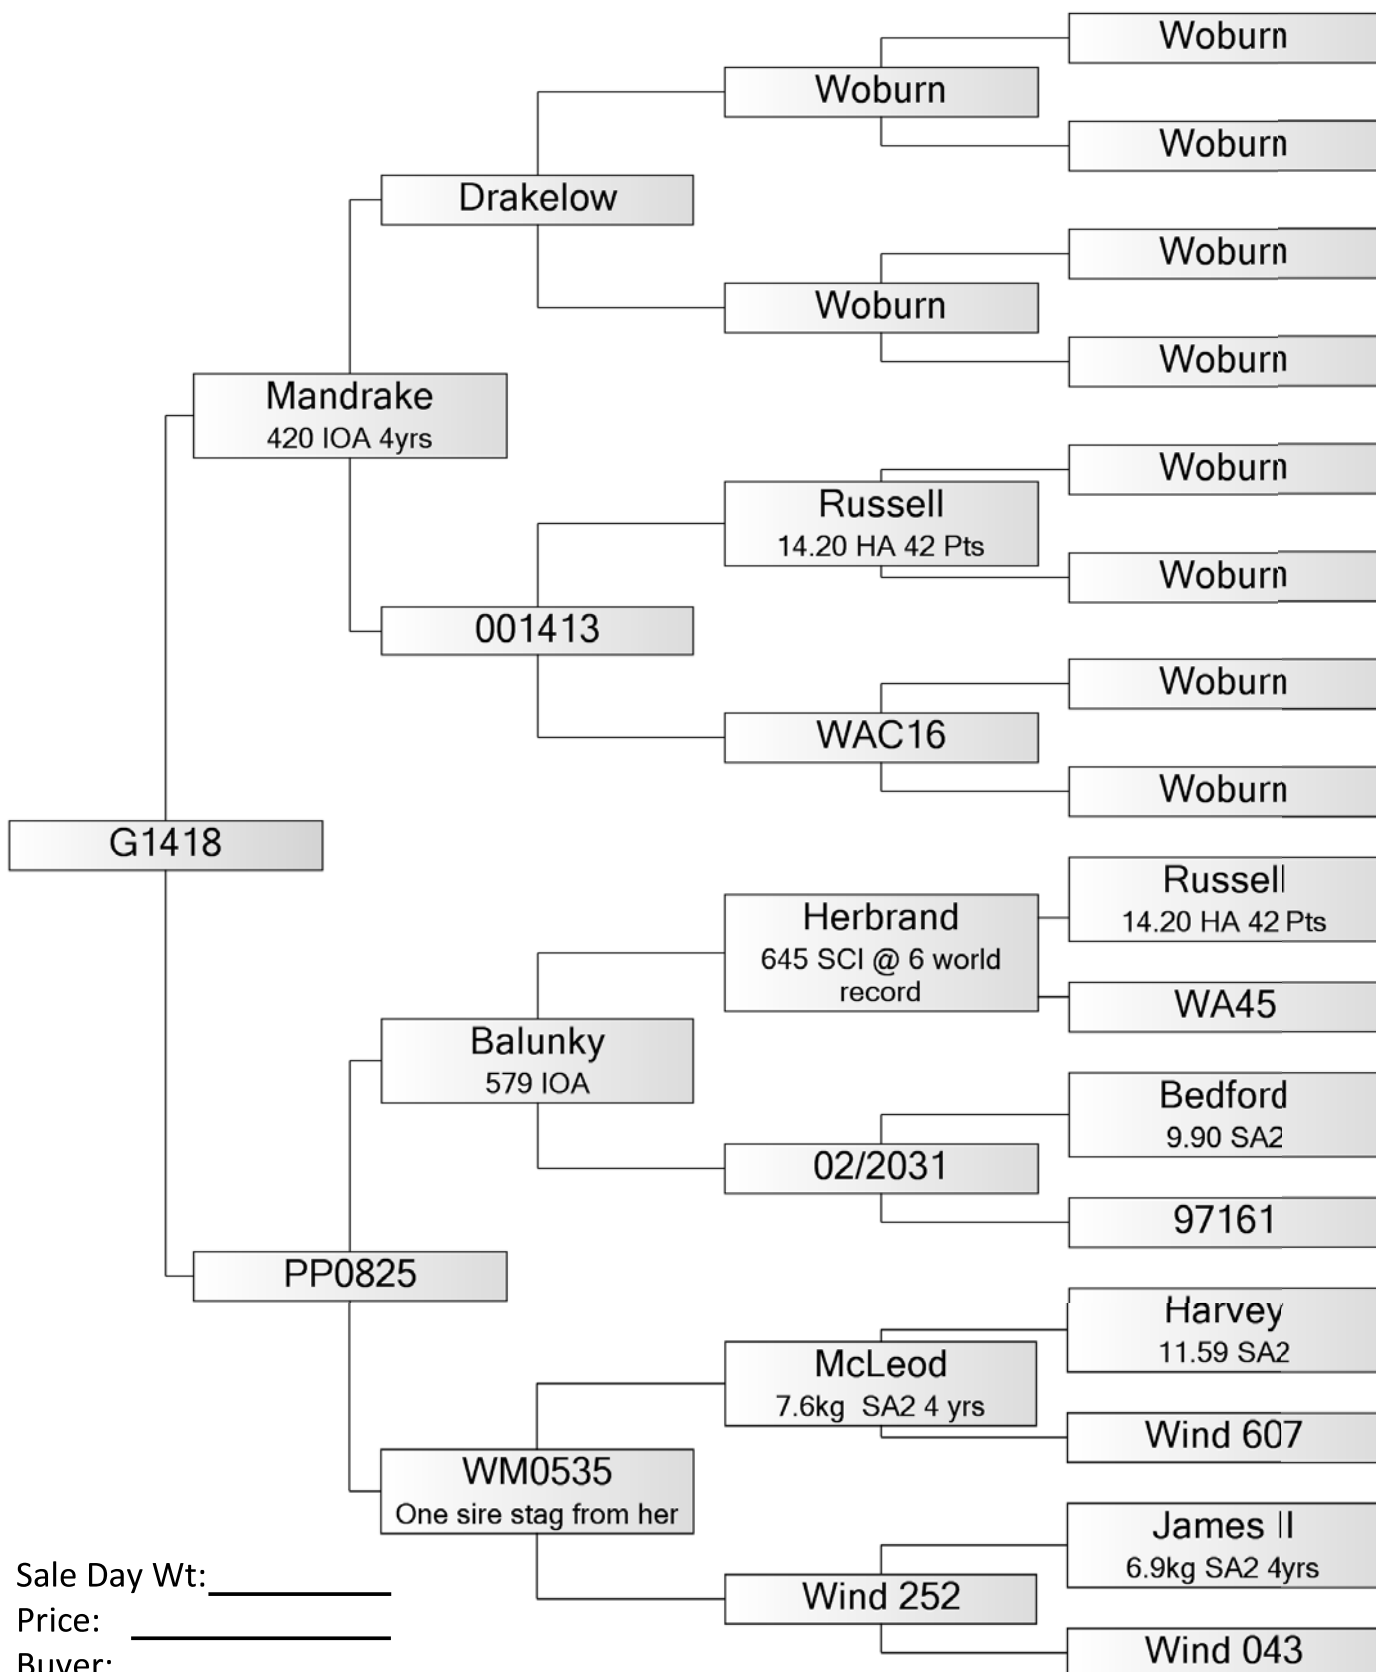 Woburn
Woburn
Woburn
Drakelow
Woburn
Woburn
Woburn
Mandrake
420 IOA 4yrs
Woburn
Russell
14.20 HA 42 Pts
Woburn
001413
Woburn
WAC16
Woburn
G1418
Russell
14.20 HA 42 Pts
Herbrand
645 SCI @ 6 world
record
WA45
Balunky
579 IOA
Bedford
9.90 SA2
02/2031
97161
PP0825
Harvey
11.59 SA2
McLeod
7.6kg  SA2 4 yrs
Wind 607
WM0535
One sire stag from her
James II
6.9kg SA2 4yrs
Wind 252
Wind 043
Sale Day Wt:
Price:
Buyer: